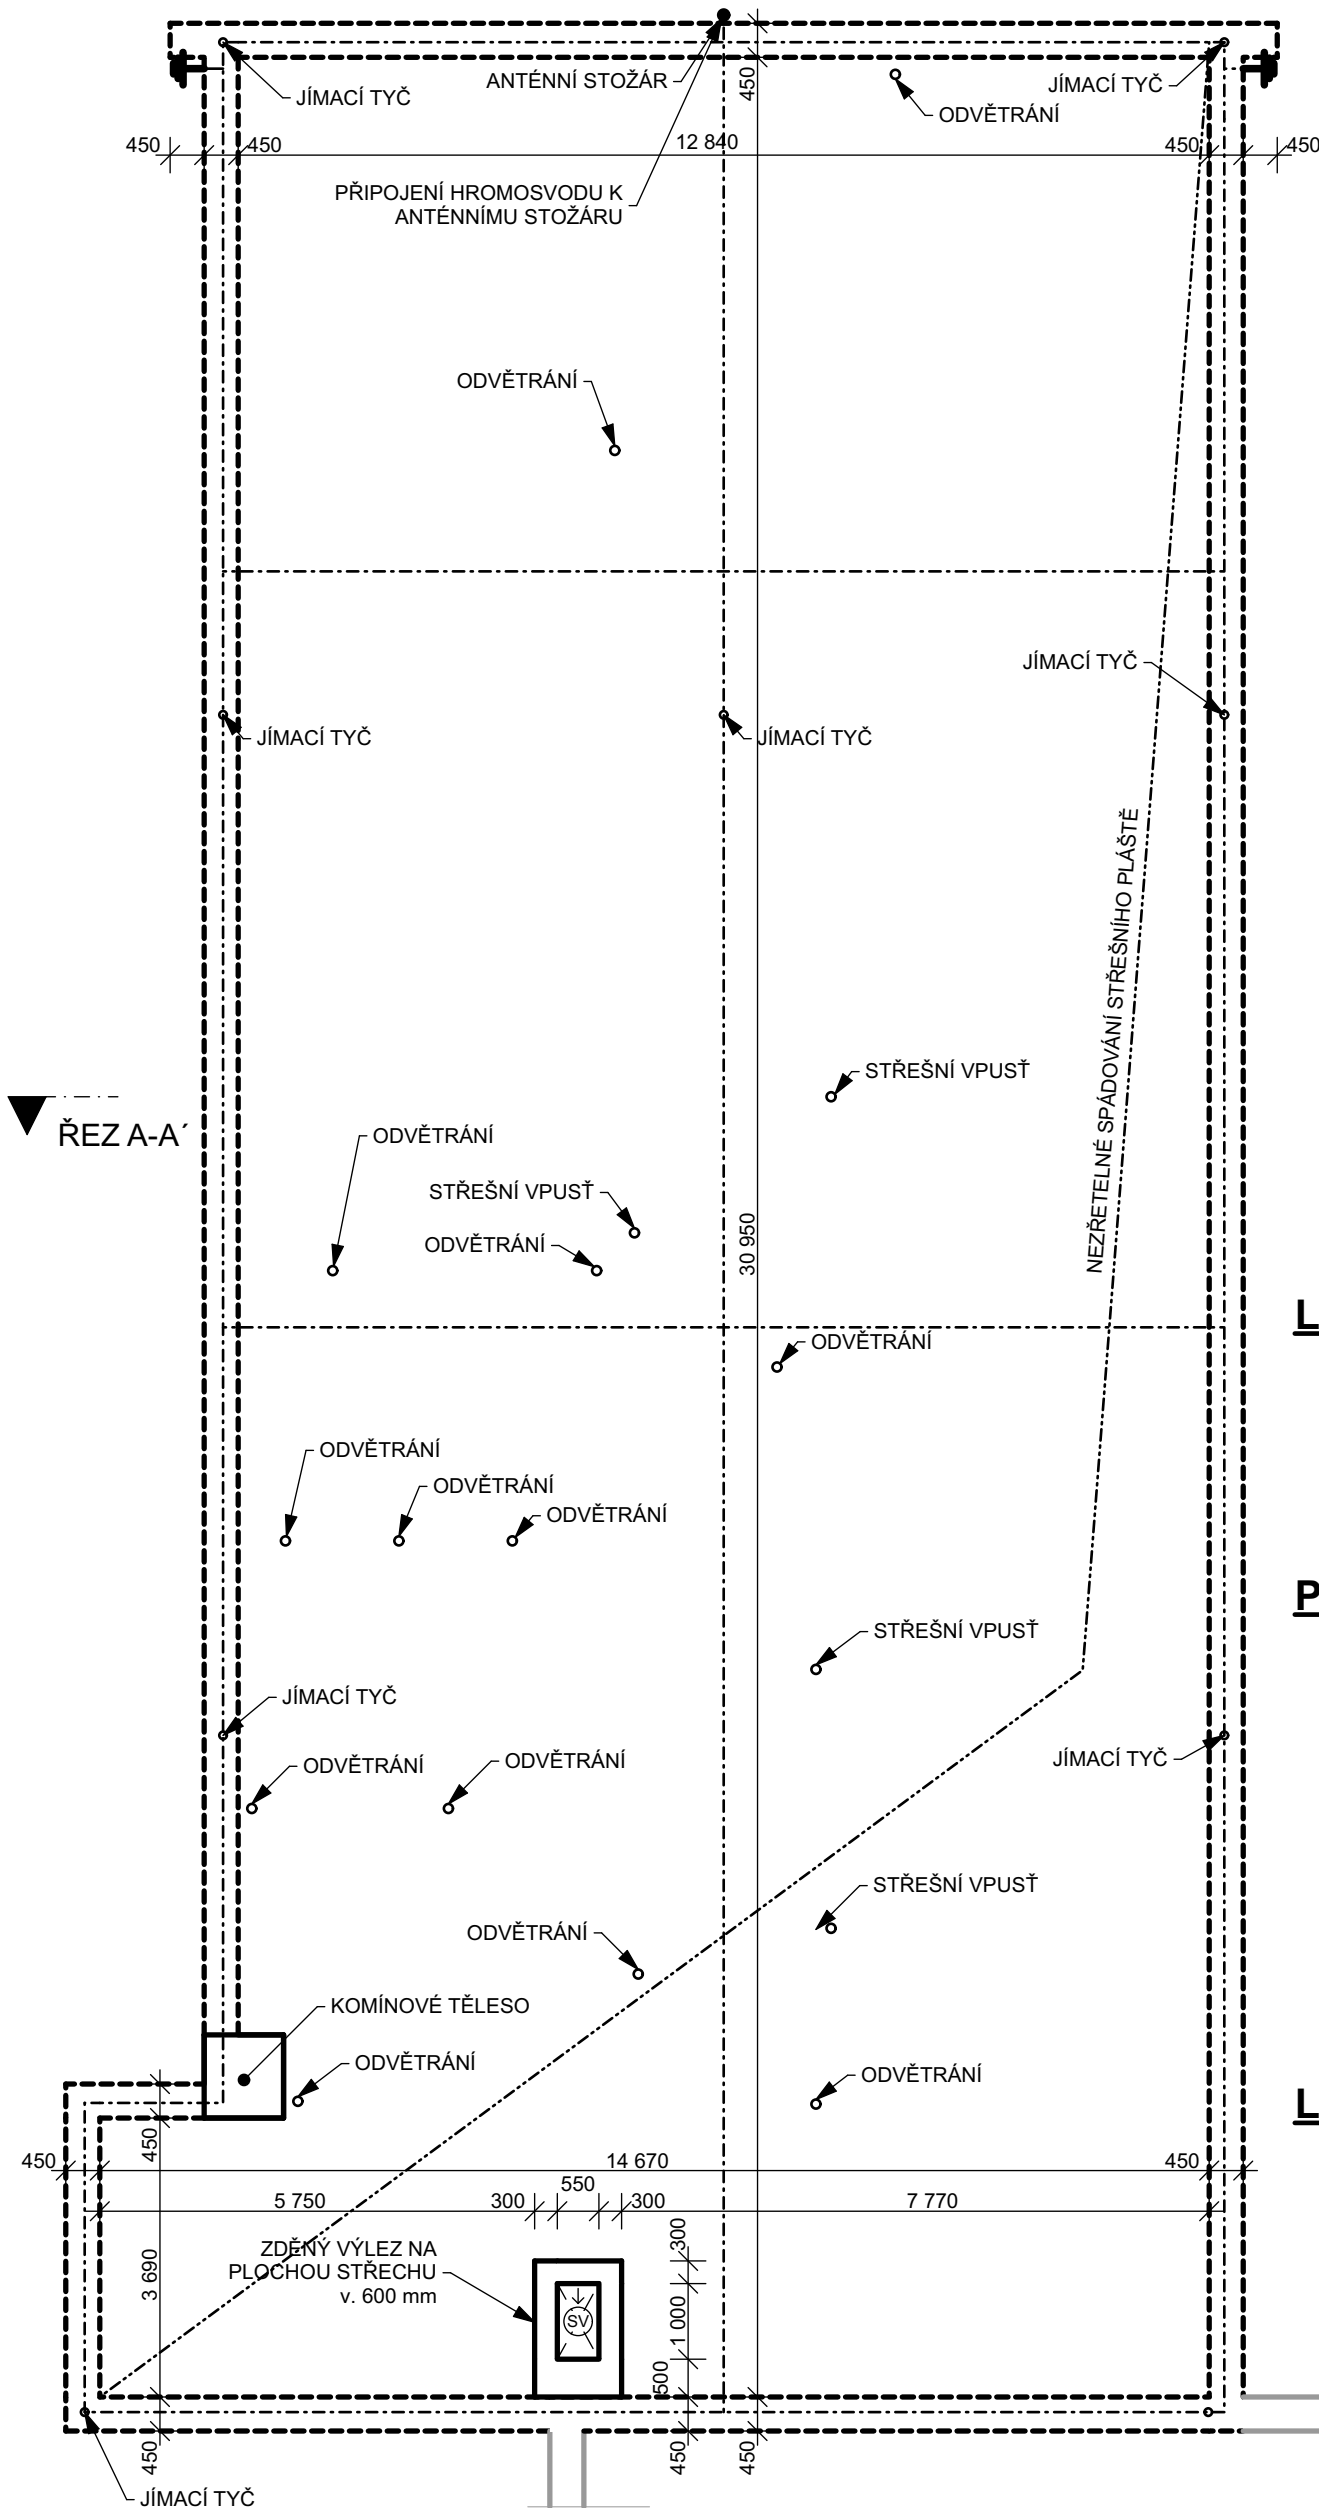 ANTÉNNÍ STOŽÁR
JÍMACÍ TYČ
JÍMACÍ TYČ
ODVĚTRÁNÍ
450
450
450
12 840
450
450
PŘIPOJENÍ HROMOSVODU K
ANTÉNNÍMU STOŽÁRU
ODVĚTRÁNÍ
JÍMACÍ TYČ
JÍMACÍ TYČ
JÍMACÍ TYČ
NEZŘETELNÉ SPÁDOVÁNÍ STŘEŠNÍHO PLÁŠTĚ
STŘEŠNÍ VPUSŤ
ŘEZ A-A´
ODVĚTRÁNÍ
STŘEŠNÍ VPUSŤ
ODVĚTRÁNÍ
30 950
L
ODVĚTRÁNÍ
ODVĚTRÁNÍ
ODVĚTRÁNÍ
ODVĚTRÁNÍ
P
STŘEŠNÍ VPUSŤ
JÍMACÍ TYČ
JÍMACÍ TYČ
ODVĚTRÁNÍ
ODVĚTRÁNÍ
STŘEŠNÍ VPUSŤ
ODVĚTRÁNÍ
KOMÍNOVÉ TĚLESO
ODVĚTRÁNÍ
ODVĚTRÁNÍ
L
450
450
14 670
450
5 750
300
550
300
7 770
ZDĚNÝ VÝLEZ NA
PLOCHOU STŘECHU
v. 600 mm
3 690
300
1 000
500
SV
450
450
450
JÍMACÍ TYČ